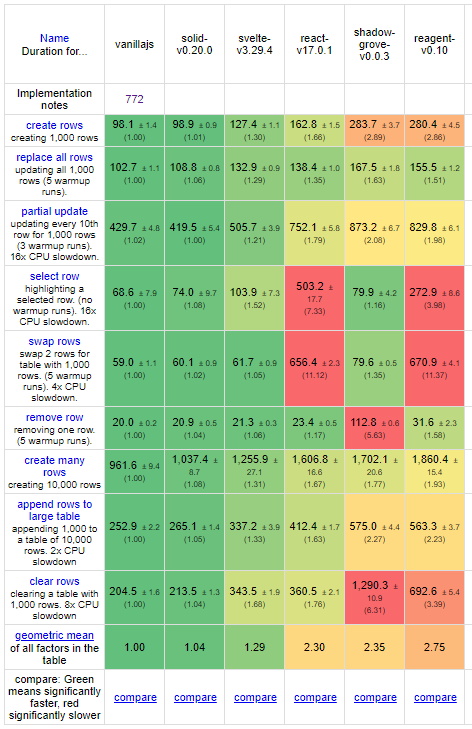 Name
Duration for...
vanillajs
solid-
v0.20.0
svelte-
v3.29.4
react-
v17.0.1
shadow-
grove-
v0.0.3
reagent-
v0.10
Implementation
notes
772
create rows
creating 1,000 rows
98.1 ± 1.4
(1.00)
98.9 ± 0.9
(1.01)
127.4 ± 1.1
(1.30)
162.8 ± 1.5
(1.66)
283.7 ± 3.7
(2.89)
280.4 ± 4.5
(2.86)
replace all rows
updating all 1,000
rows (5 warmup
runs).
102.7 ± 1.1
(1.00)
108.8 ± 0.8
(1.06)
132.9 ± 0.9
(1.29)
138.4 ± 1.0
(1.35)
167.5 ± 1.8
(1.63)
155.5 ± 1.2
(1.51)
partial update
updating every 10th
row for 1,000 rows
(3 warmup runs).
16x CPU slowdown.
429.7 ± 4.8
(1.02)
419.5 ± 5.4
(1.00)
505.7 ± 3.9
(1.21)
752.1 ± 5.8
(1.79)
873.2 ± 6.7
(2.08)
829.8 ± 6.1
(1.98)
select row
highlighting a
selected row. (no
warmup runs). 16x
CPU slowdown.
68.6 ± 7.9
(1.00)
74.0 ± 9.7
(1.08)
103.9 ± 7.3
(1.52)
503.2 ±
17.7
(7.33)
79.9 ± 4.2
(1.16)
272.9 ± 8.6
(3.98)
swap rows
swap 2 rows for
table with 1,000
rows. (5 warmup
runs). 4x CPU
slowdown.
59.0 ± 1.1
(1.00)
60.1 ± 0.9
(1.02)
61.7 ± 0.9
(1.05)
656.4 ± 2.3
(11.12)
79.6 ± 0.5
(1.35)
670.9 ± 4.1
(11.37)
remove row
removing one row.
(5 warmup runs).
20.0 ± 0.2
(1.00)
20.9 ± 0.5
(1.04)
21.3 ± 0.3
(1.06)
23.4 ± 0.5
(1.17)
112.8 ± 0.6
(5.63)
31.6 ± 2.3
(1.58)
create many
rows
creating 10,000 rows
961.6 ± 9.4
(1.00)
1,037.4 ±
8.7
(1.08)
1,255.9 ±
27.1
(1.31)
1,606.8 ±
16.6
(1.67)
1,702.1 ±
20.6
(1.77)
1,860.4 ±
15.4
(1.93)
append rows to
large table
appending 1,000 to
a table of 10,000
rows. 2x CPU
slowdown
252.9 ± 2.2
(1.00)
265.1 ± 1.4
(1.05)
337.2 ± 3.9
(1.33)
412.4 ± 1.7
(1.63)
575.0 ± 4.4
(2.27)
563.3 ± 3.7
(2.23)
clear rows
clearing a table with
1,000 rows. 8x CPU
slowdown
204.5 ± 1.6
(1.00)
213.5 ± 1.3
(1.04)
343.5 ± 1.9
(1.68)
360.5 ± 2.1
(1.76)
1,290.3 ±
10.9
(6.31)
692.6 ± 5.4
(3.39)
geometric mean
of all factors in the
table
1.00
1.04
1.29
2.30
2.35
2.75
compare: Green
means significantly
faster, red
significantly slower
compare
compare
compare
compare
compare
compare